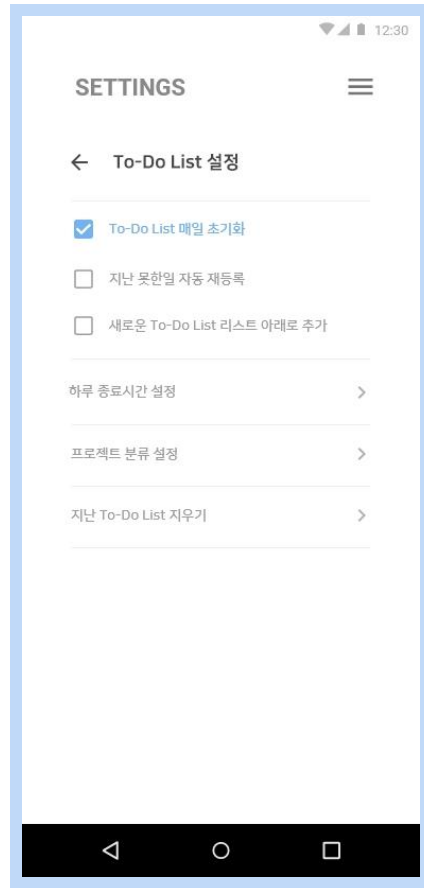 12:30
SETTINGS
To-Do List 설정
To-Do List 매일 초기화
지난 못한일 자동 재등록
새로운 To-Do List 리스트 아래로 추가
하루 종료시간 설정
프로젝트 분류 설정
지난 To-Do List 지우기